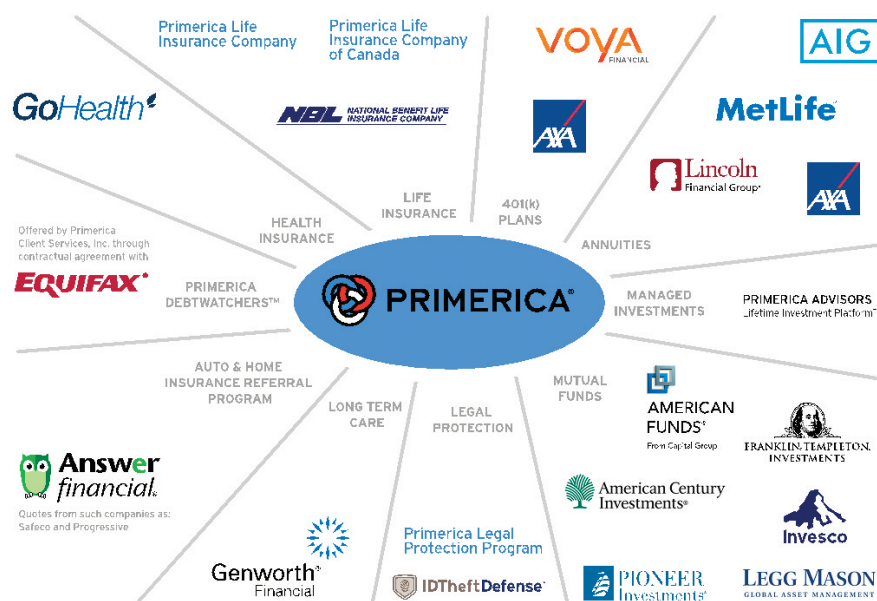 Primerica Life
Insurance Company
Primerica Life
Insurance Company
of Canada
VOYA
FINANCIAL
AIG
GoHealth
NBL NATIONAL BENEFIT LIFE
INSURANCE COMPANY
AXA
MetLife
Lincoln
Financial Group®
AXA
LIFE
INSURANCE
401(k)
PLANS
HEALTH
INSURANCE
ANNUITIES
Offered by Primerica
Client Services, Inc. through
contractual agreement with
EQUIFAX®
PRIMERICA
DEBTWATCHERS™
PRIMERICA®
MANAGED
INVESTMENTS
PRIMERICA ADVISORS
Lifetime Investment Platform™
AUTO & HOME
INSURANCE REFERRAL
PROGRAM
LONG TERM
CARE
LEGAL
PROTECTION
MUTUAL
FUNDS
AMERICAN
FUNDS®
From Capital Group
FRANKLIN TEMPLETON
INVESTMENTS
Answer
financial®
Quotes from such companies as:
Safeco and Progressive
American Century
Investments®
Invesco
Genworth®
Financial
Primerica Legal
Protection Program
IDTheftDefense
PIONEER
Investments®
LEGG MASON
GLOBAL ASSET MANAGEMENT